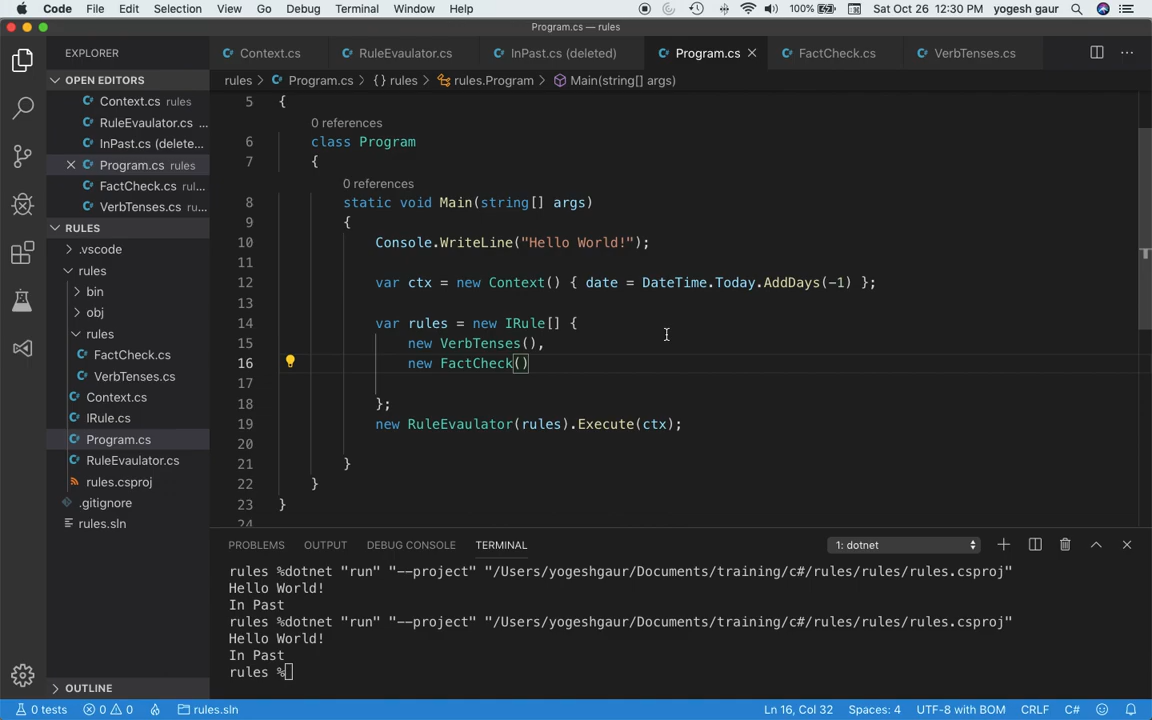 Code File Edit Selection View Go Debug Terminal Window Help 100% Sat Oct 26 12:30 PM yogesh gaur
Program.cs — rules
EXPLORER
OPEN EDITORS
Context.cs rules
RuleEvaulator.cs ...
InPast.cs (delete...
Program.cs rules
FactCheck.cs rul...
VerbTenses.cs ru...
RULES
.vscode
rules
bin
obj
rules
FactCheck.cs
VerbTenses.cs
Context.cs
IRule.cs
Program.cs
RuleEvaulator.cs
rules.csproj
.gitignore
rules.sln
OUTLINE
Context.cs RuleEvaulator.cs InPast.cs (deleted) Program.cs FactCheck.cs VerbTenses.cs
rules > Program.cs > {} rules > rules.Program > Main(string[] args)
5 {
0 references
6 class Program
7 {
0 references
8 static void Main(string[] args)
9 {
10 Console.WriteLine("Hello World!");
11
12 var ctx = new Context() { date = DateTime.Today.AddDays(-1) };
13
14 var rules = new IRule[] {
15 new VerbTenses(),
16 new FactCheck()
17
18 };
19 new RuleEvaulator(rules).Execute(ctx);
20
21 }
22 }
23 }
24
PROBLEMS OUTPUT DEBUG CONSOLE TERMINAL 1: dotnet
rules %dotnet "run" "--project" "/Users/yogeshgaur/Documents/training/c#/rules/rules/rules.csproj"
Hello World!
In Past
rules %dotnet "run" "--project" "/Users/yogeshgaur/Documents/training/c#/rules/rules/rules.csproj"
Hello World!
In Past
rules %
0 tests 0 0 rules.sln Ln 16, Col 32 Spaces: 4 UTF-8 with BOM CRLF C#